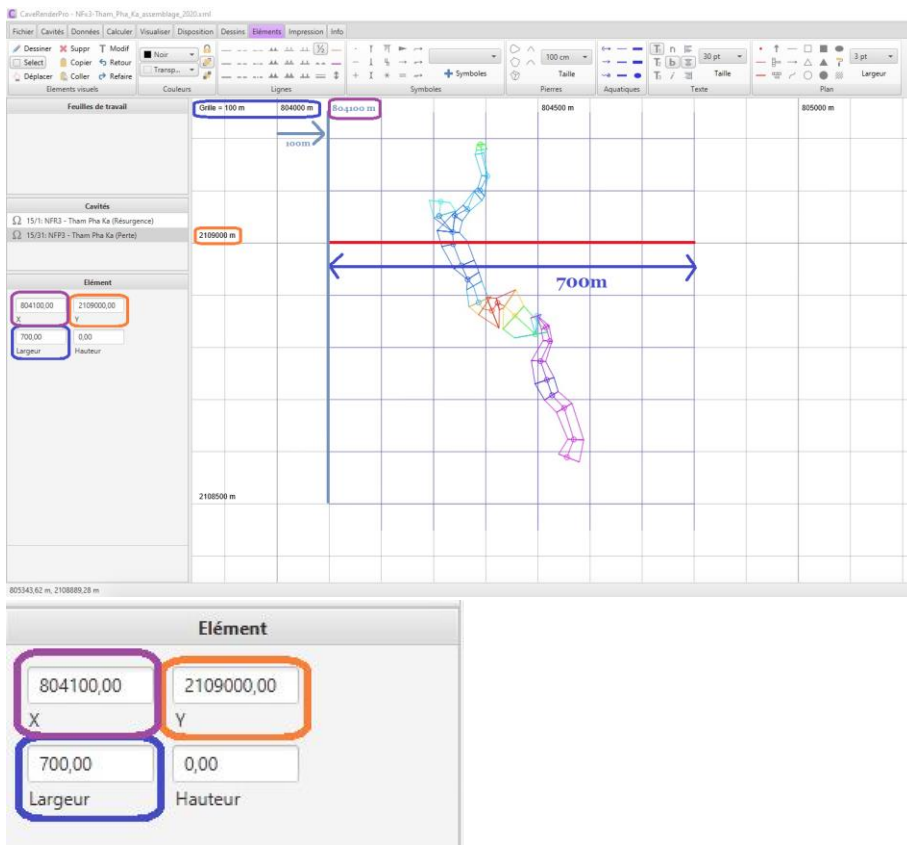 CaveRenderPro - NFx3-Tham_Pha_Ka_assemblage_2020.xml
Fichier Cavités Données Calculer Visualiser Disposition Dessins Eléments Impression Info
Dessiner Suppr T Modif Noir 30 pt 3 pt
Select Copier Retour 100 cm
Déplacer Coller Refaire Transp... Symboles Taille Taille Largeur
Eléments visuels Couleurs Lignes Symboles Pierres Aquatiques Texte Plan
Feuilles de travail
Grille = 100 m 804000 m 804100 m 804500 m 805000 m
100m
Cavités
15/1: NFR3 - Tham Pha Ka (Résurgence)
15/31: NFP3 - Tham Pha Ka (Perte)
2109000 m
Elément
700m
804100,00 2109000,00
X Y
700,00 0,00
Largeur Hauteur
2108500 m
805343,62 m, 2108889,28 m
Elément
804100,00 2109000,00
X Y
700,00 0,00
Largeur Hauteur